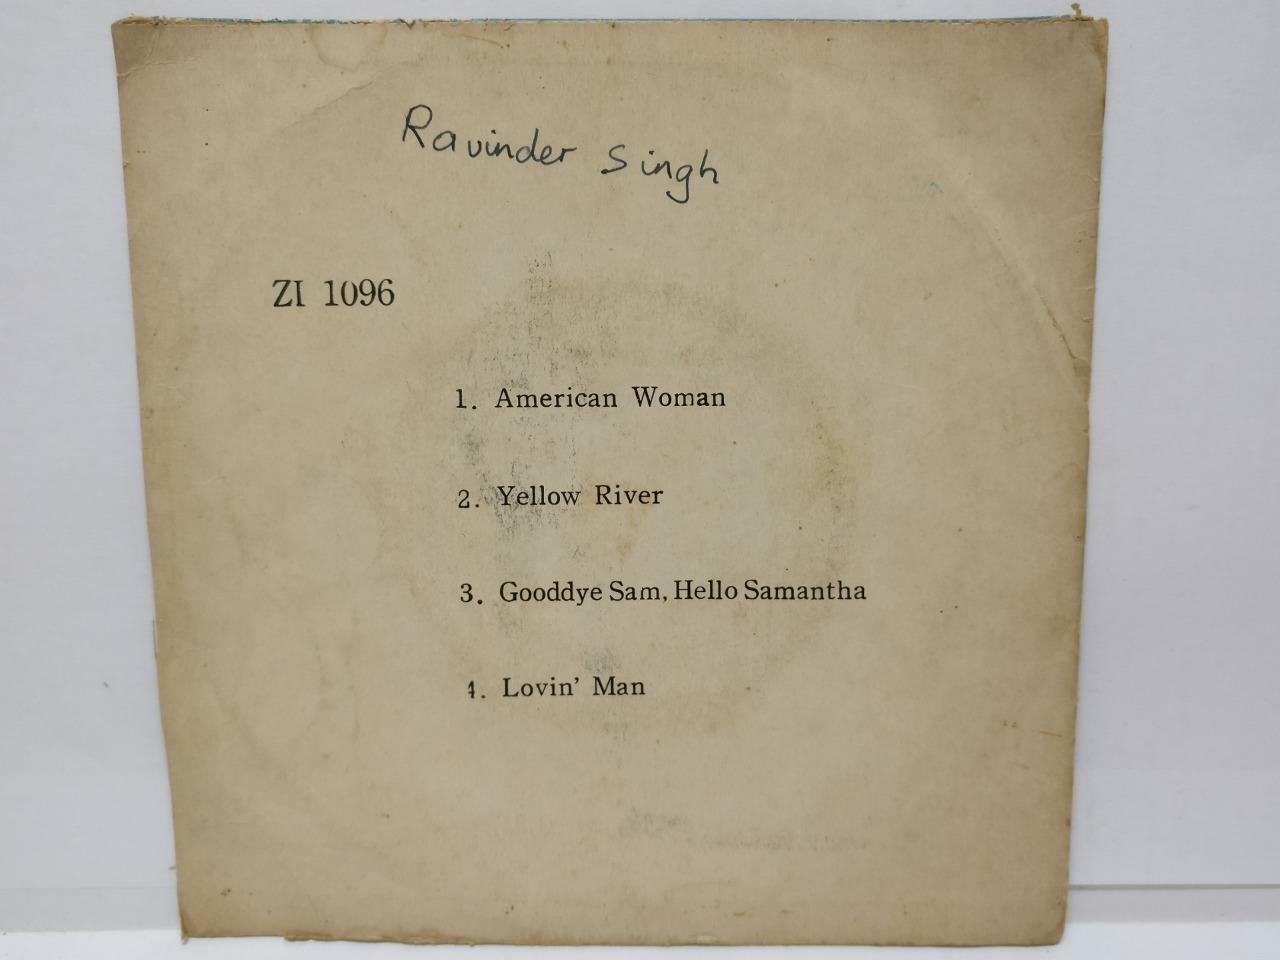 Ravinder Singh
ZI 1096
1. American Woman
2. Yellow River
3. Gooddye Sam, Hello Samantha
4. Lovin' Man